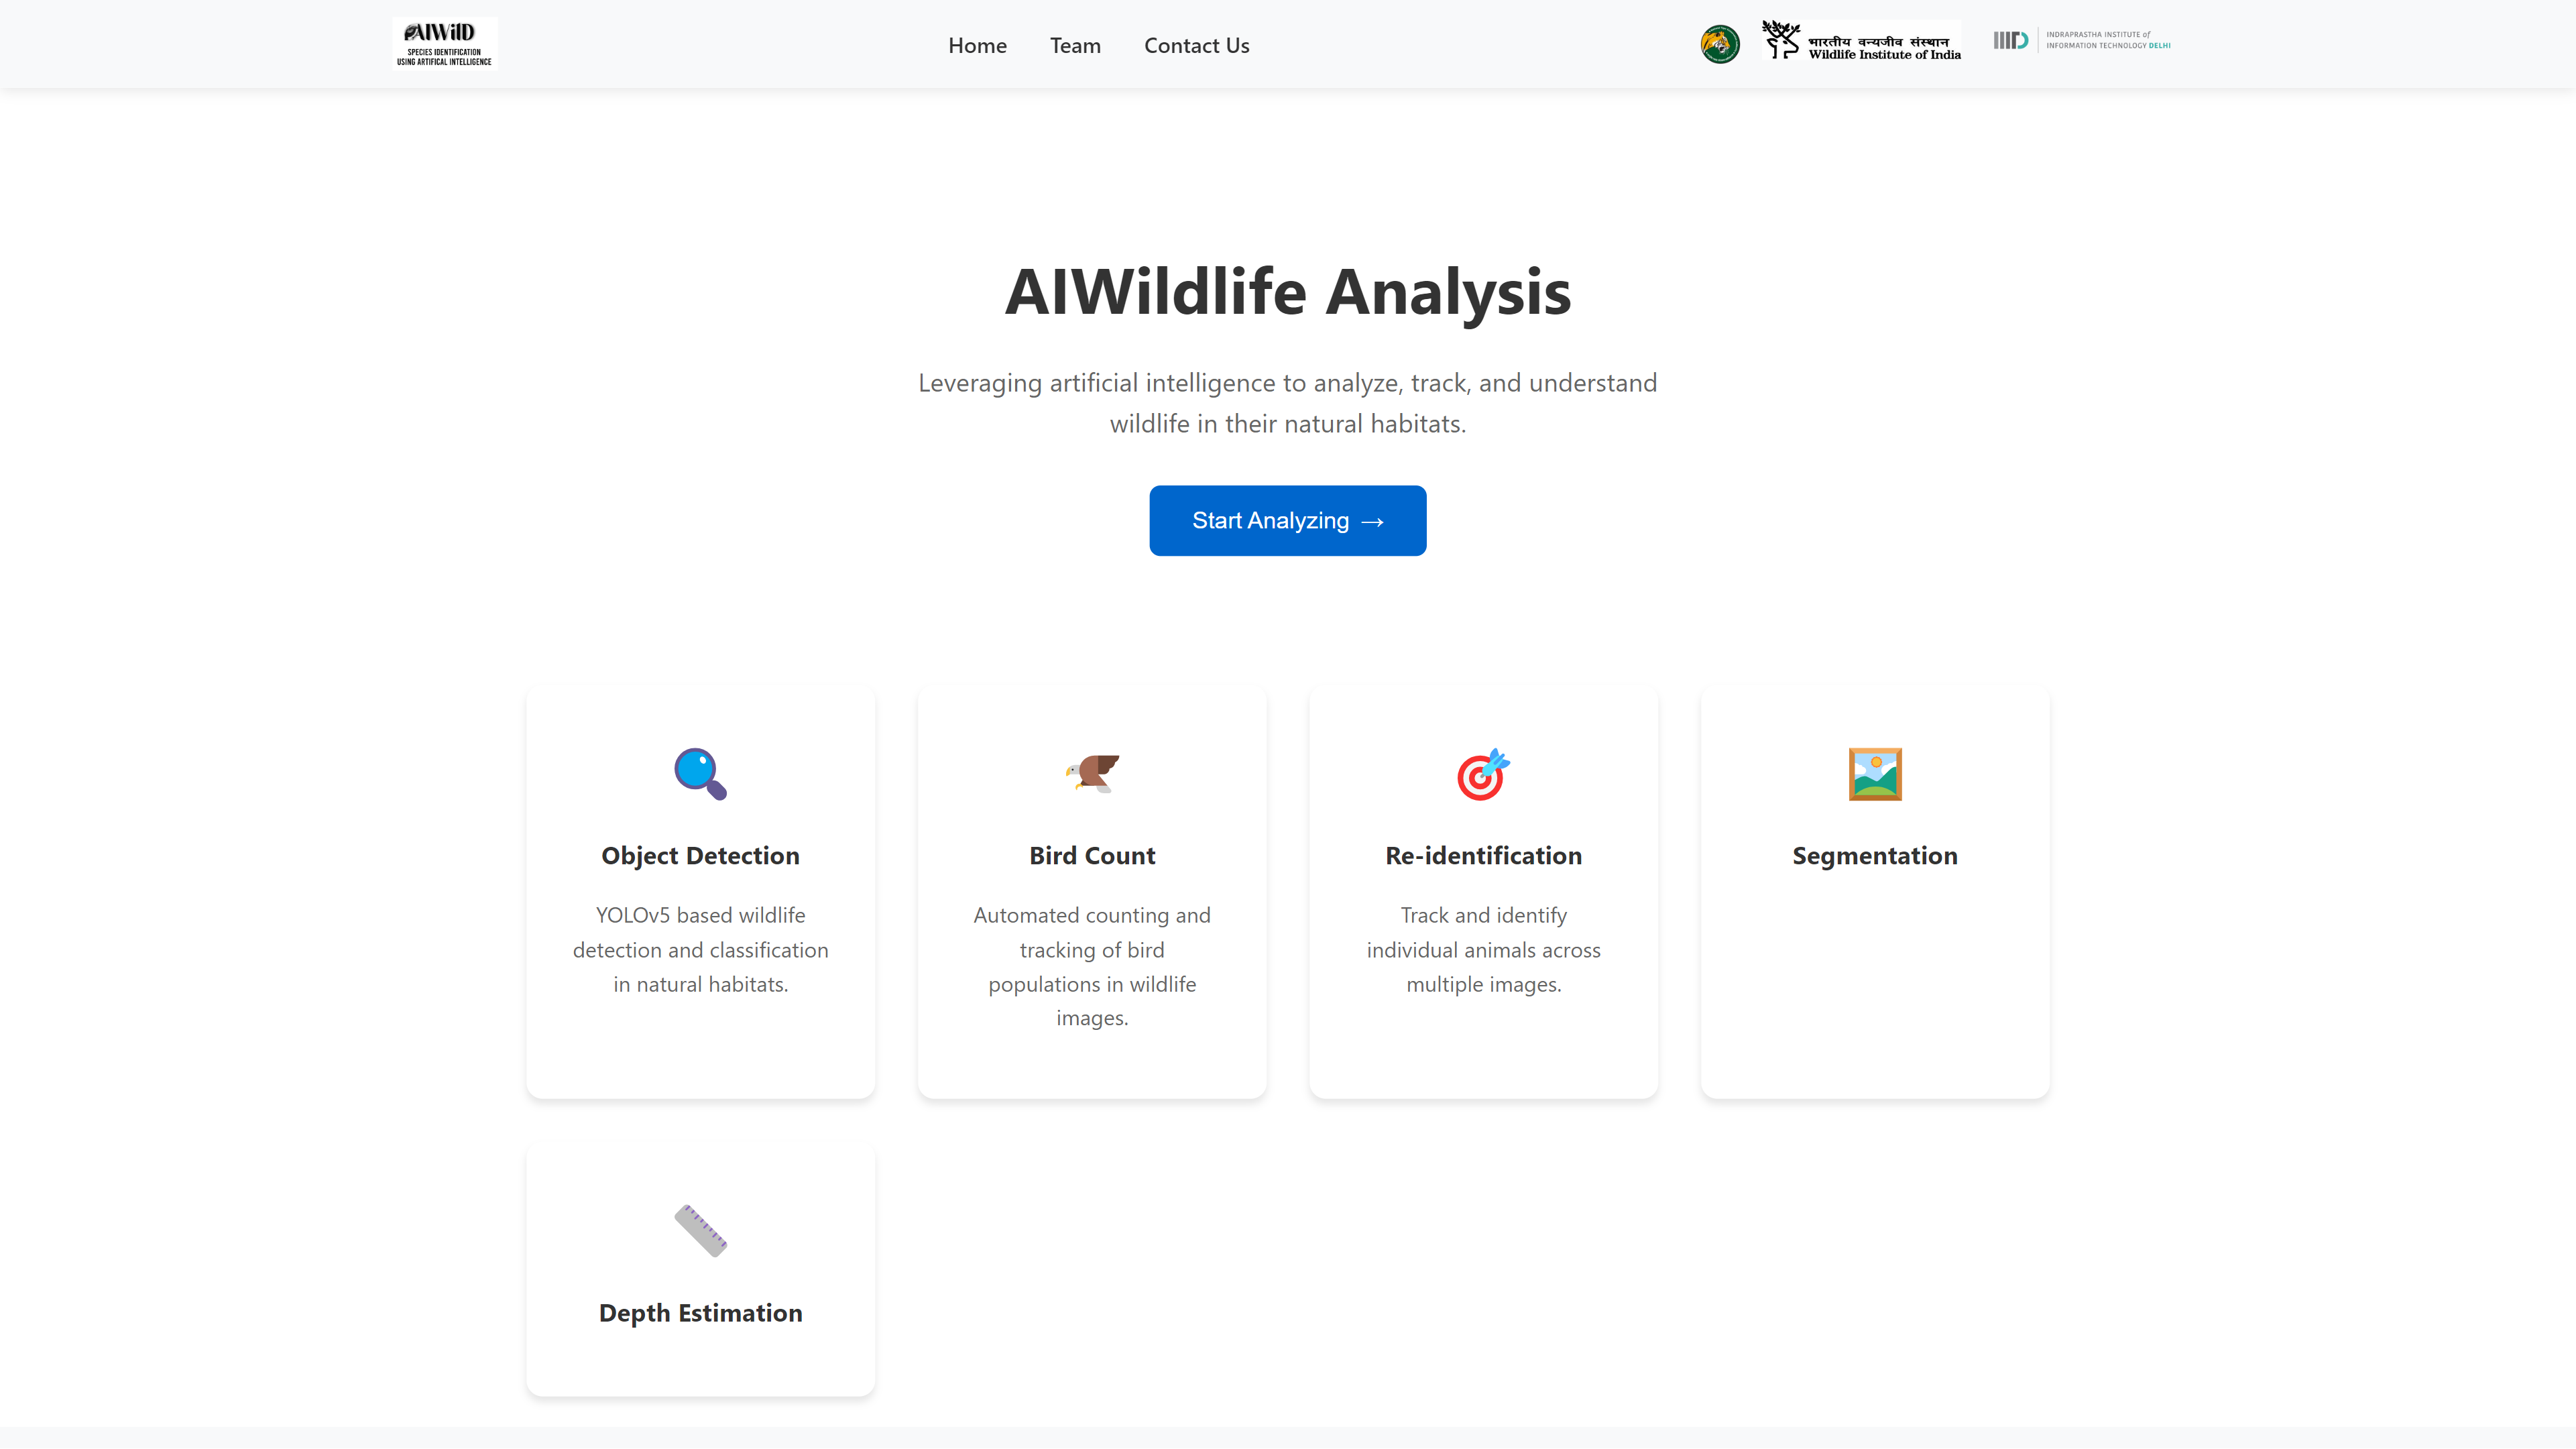 AIWilD
SPECIES IDENTIFICATION
USING ARTIFICAL INTELLIGENCE
Home
Team
Contact Us
भारतीय वन्यजीव संस्थान
Wildlife Institute of India
IIITD
INDRAPRASTHA INSTITUTE of
INFORMATION TECHNOLOGY DELHI
AIWildlife Analysis
Leveraging artificial intelligence to analyze, track, and understand
wildlife in their natural habitats.
Start Analyzing →
Object Detection
YOLOv5 based wildlife
detection and classification
in natural habitats.
Bird Count
Automated counting and
tracking of bird
populations in wildlife
images.
Re-identification
Track and identify
individual animals across
multiple images.
Segmentation
Depth Estimation